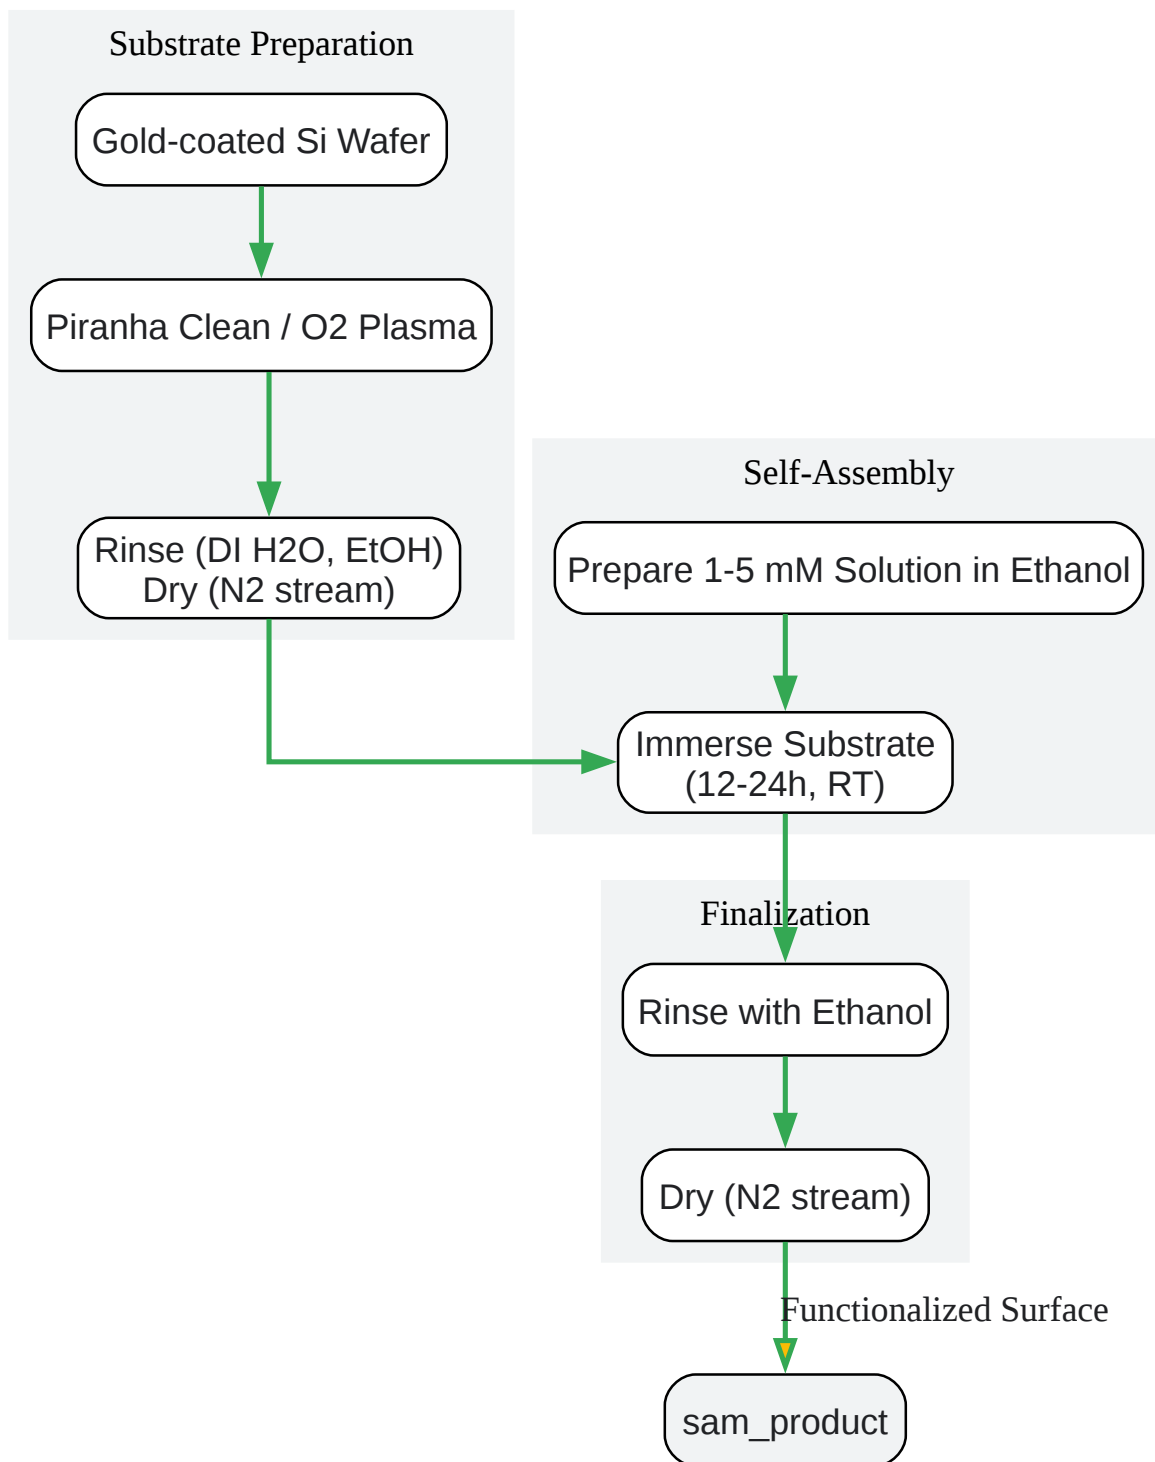 Substrate Preparation
Gold-coated Si Wafer
Piranha Clean / O2 Plasma
Rinse (DI H2O, EtOH)
Dry (N2 stream)
Self-Assembly
Prepare 1-5 mM Solution in Ethanol
Immerse Substrate
(12-24h, RT)
Finalization
Rinse with Ethanol
Dry (N2 stream)
Functionalized Surface
sam_product